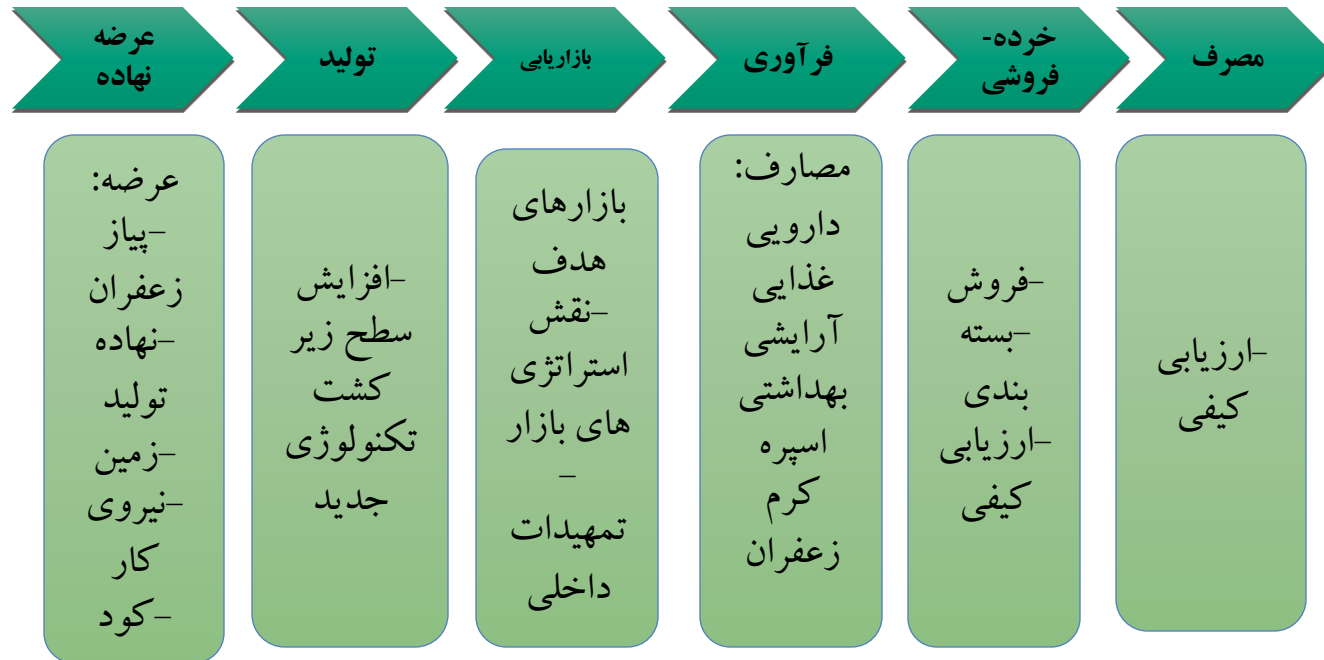 عرضه
نهاده
تولید
بازاریابی
فرآوری
خرده-
فروشی
مصرف
عرضه:
-پیاز
زعفران
-نهاده
تولید
-زمین
-نیروی
کار
-کود
-افزایش
سطح زیر
کشت
تکنولوژی
جدید
بازارهای
هدف
-نقش
استراتژی
های بازار
-
تمهیدات
داخلی
مصارف:
دارویی
غذایی
آرایشی
بهداشتی
اسپره
کرم
زعفران
-فروش
-بسته
بندی
-ارزیابی
کیفی
-ارزیابی
کیفی